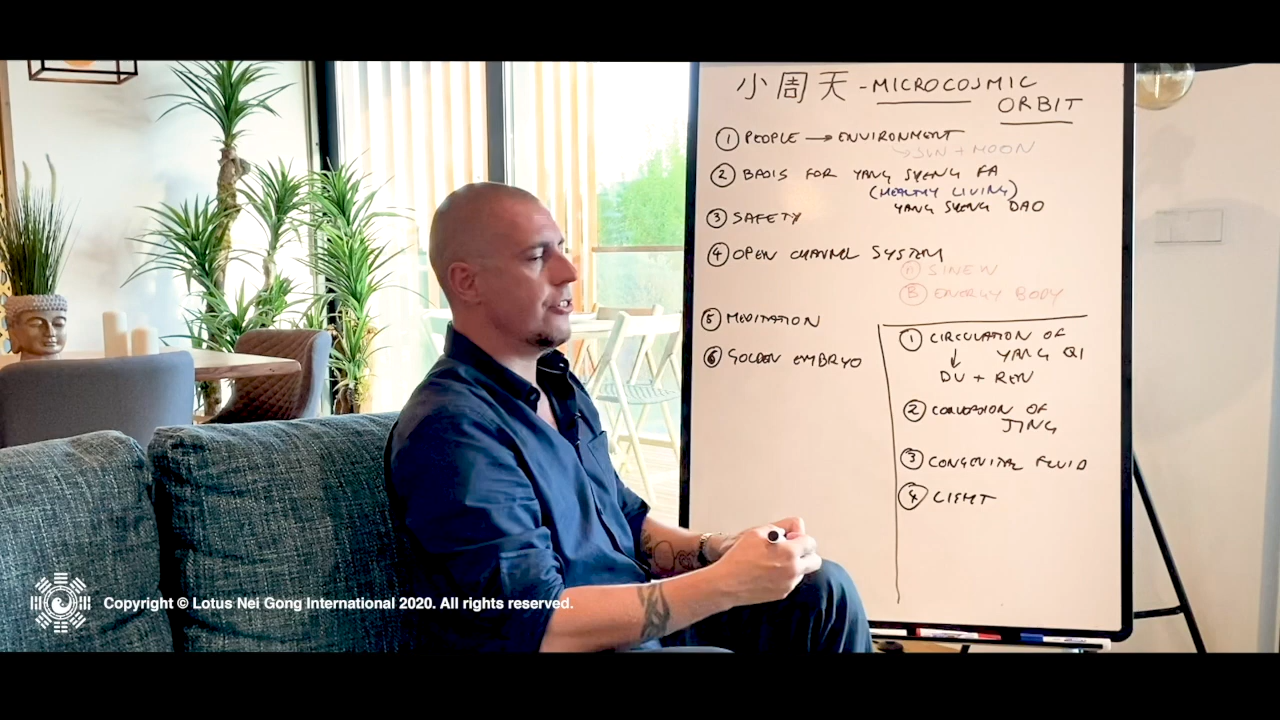 小周天 - MICROCOSMIC
ORBIT
① PEOPLE → ENVIRONMENT
↳ SUN + MOON
② BASIS FOR YANG SHENG FA
(HEALTHY LIVING)
YANG SHENG DAO
③ SAFETY
④ OPEN CHANNEL SYSTEM
Ⓐ SINEW
Ⓑ ENERGY BODY
⑤ MEDITATION
⑥ GOLDEN EMBRYO
① CIRCULATION OF
YANG QI
↓
DU + REN
② CONVERSION OF
JING
③ CONGENITAL FLUID
④ LIGHT
Copyright © Lotus Nei Gong International 2020. All rights reserved.